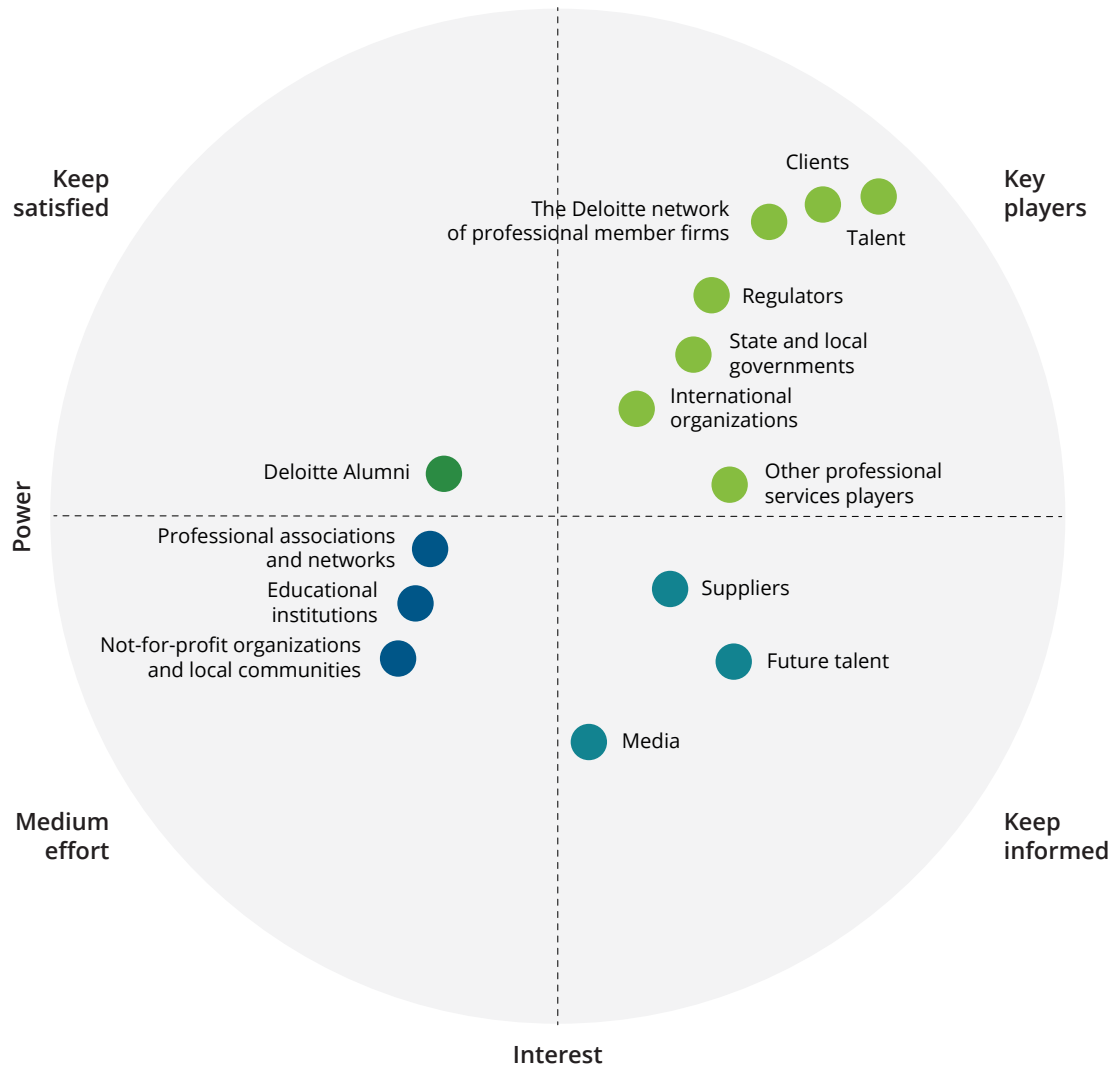 Clients
Keep
satisfied
Key
players
The Deloitte network
of professional member firms
Talent
Regulators
State and local
governments
International
organizations
Deloitte Alumni
Other professional
services players
Power
Professional associations
and networks
Educational
institutions
Suppliers
Not-for-profit organizations
and local communities
Future talent
Media
Medium
effort
Keep
informed
Interest